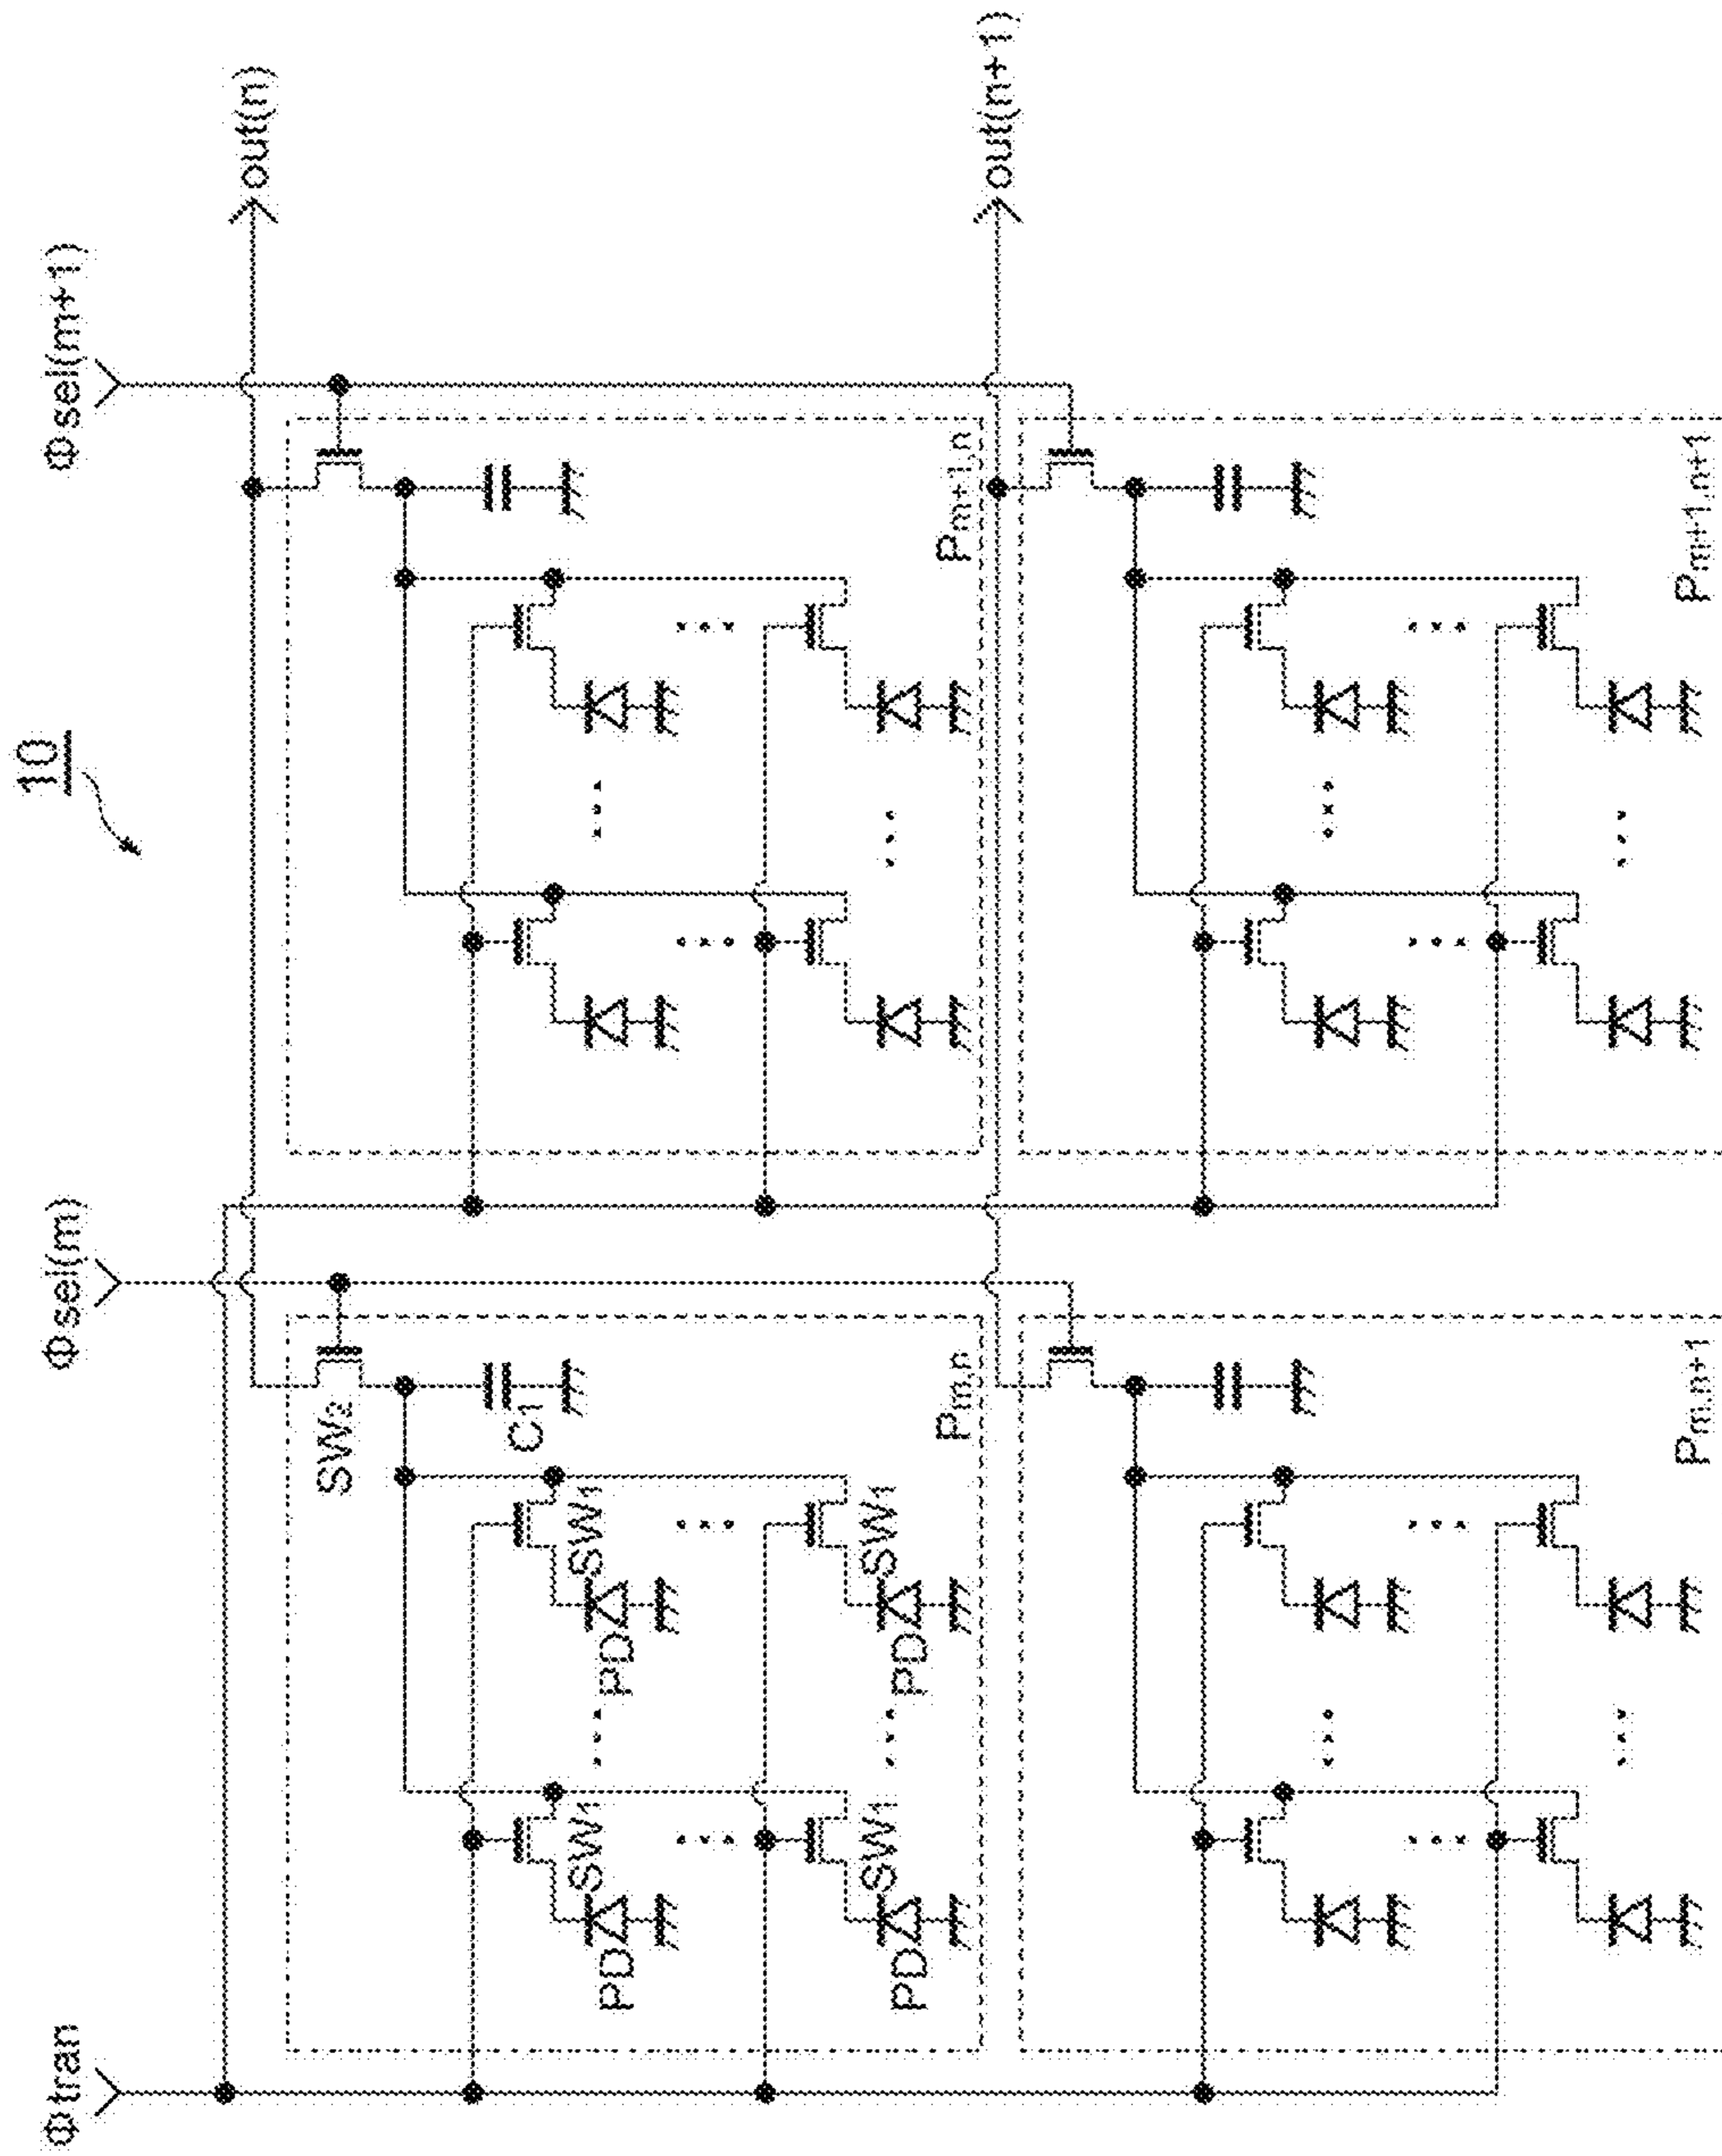 10
Φtran
Φsel(m)
Φsel(m+1)
out(n)
out(n+1)
SW₂
C₁
SW₁
PD
SW₁
PD
SW₁
PD
SW₁
PD
Pm,n
Pm+1,n
Pm,n+1
Pm+1,n+1